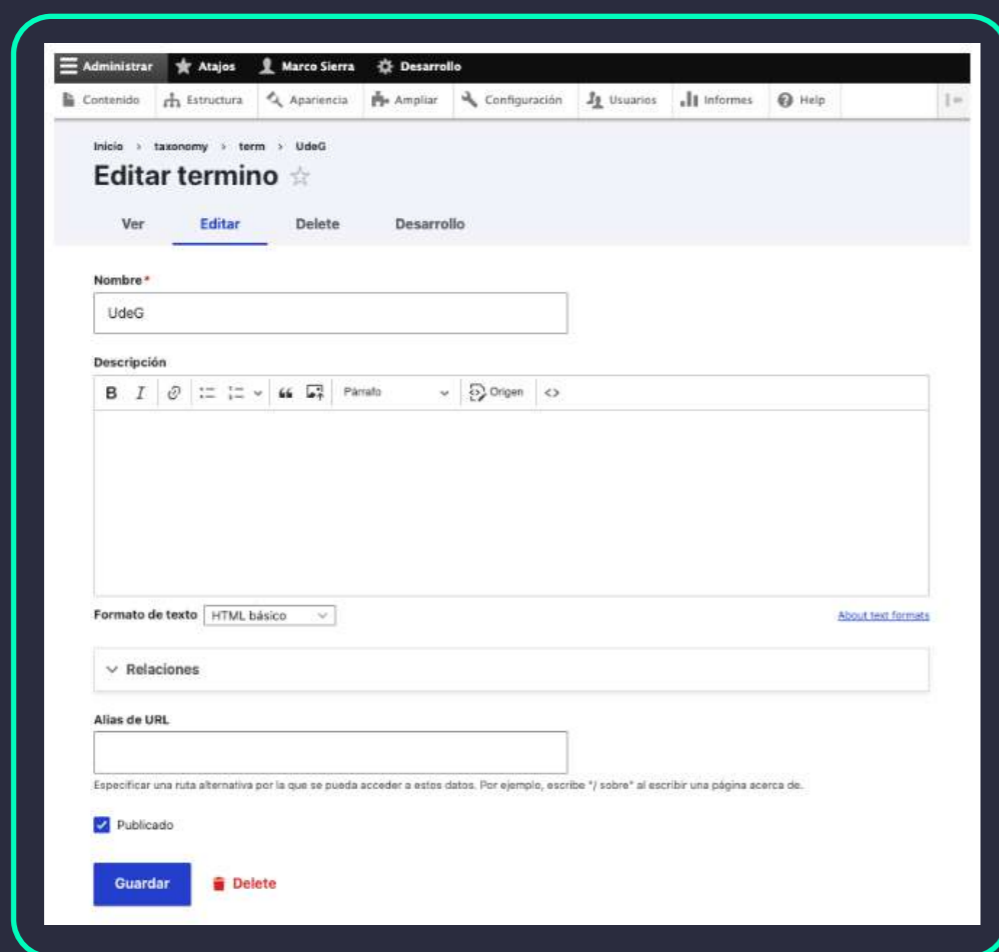 Administrar Atajos Marco Sierra Desarrollo
Contenido Estructura Apariencia Ampliar Configuración Usuarios Informes Help
Inicio > taxonomy > term > UdeG
Editar termino
Ver Editar Delete Desarrollo
Nombre*
UdeG
Descripción
B I Párrafo Origen
Formato de texto HTML básico About text formats
Relaciones
Alias de URL
Especificar una ruta alternativa por la que se pueda acceder a estos datos. Por ejemplo, escribe "/ sobre" al escribir una página acerca de.
Publicado
Guardar Delete